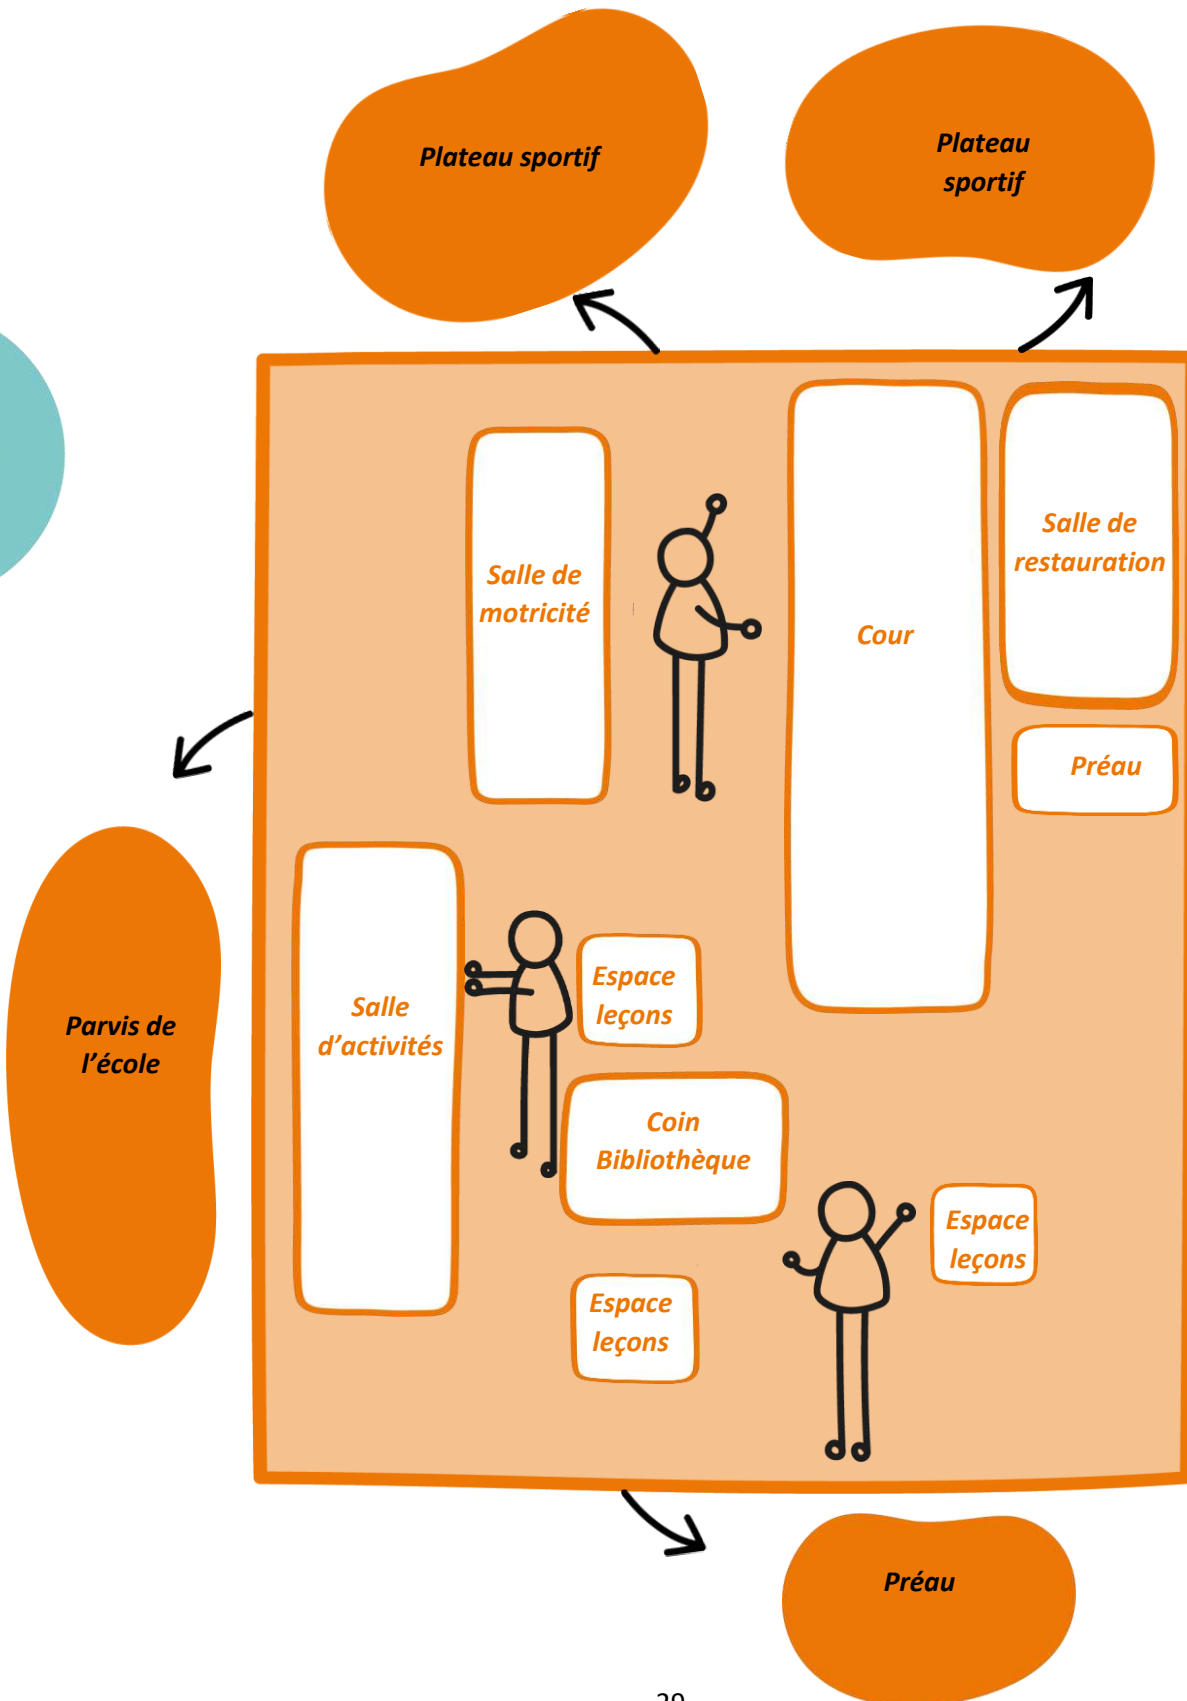 Plateau sportif
Plateau
sportif
Salle de
motricité
Cour
Salle de
restauration
Préau
Salle
d’activités
Espace
leçons
Parvis de
l’école
Coin
Bibliothèque
Espace
leçons
Espace
leçons
Préau